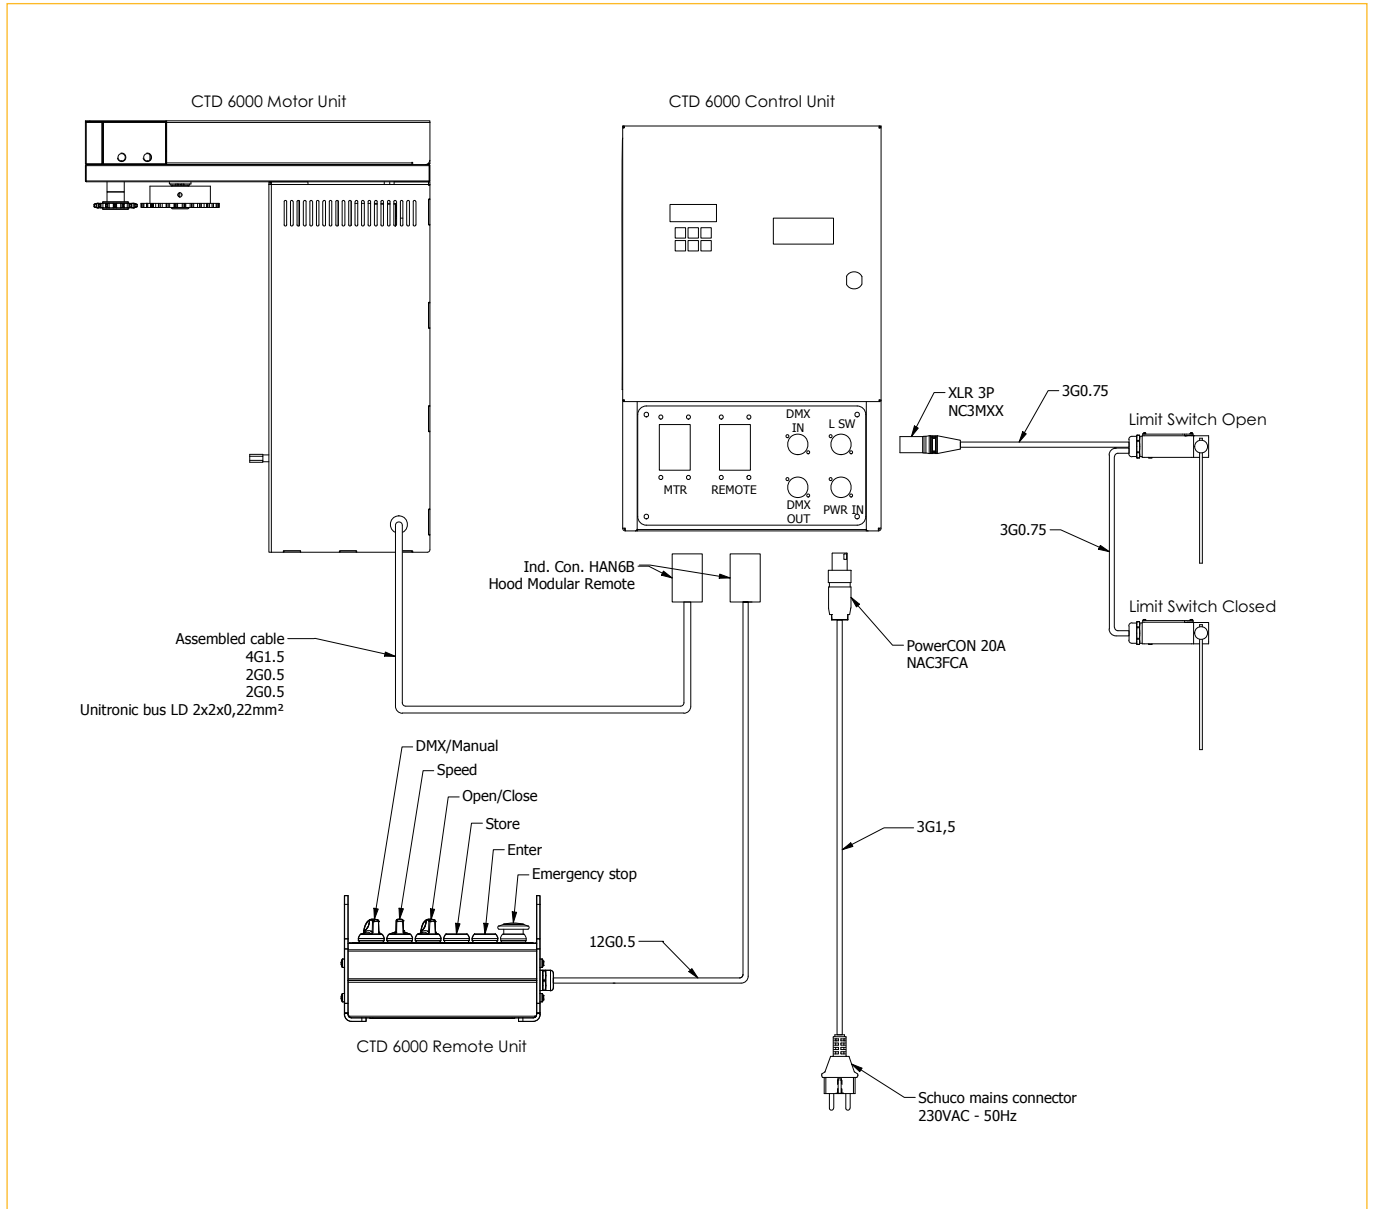 CTD 6000 Motor Unit
CTD 6000 Control Unit
XLR 3P
NC3MXX
3G0.75
Limit Switch Open
DMX
IN
L SW
MTR
REMOTE
DMX
OUT
PWR IN
3G0.75
Ind. Con. HAN6B
Hood Modular Remote
Limit Switch Closed
Assembled cable
4G1.5
2G0.5
2G0.5
Unitronic bus LD 2x2x0,22mm²
PowerCON 20A
NAC3FCA
DMX/Manual
Speed
Open/Close
Store
Enter
Emergency stop
3G1,5
12G0.5
CTD 6000 Remote Unit
Schuco mains connector
230VAC - 50Hz